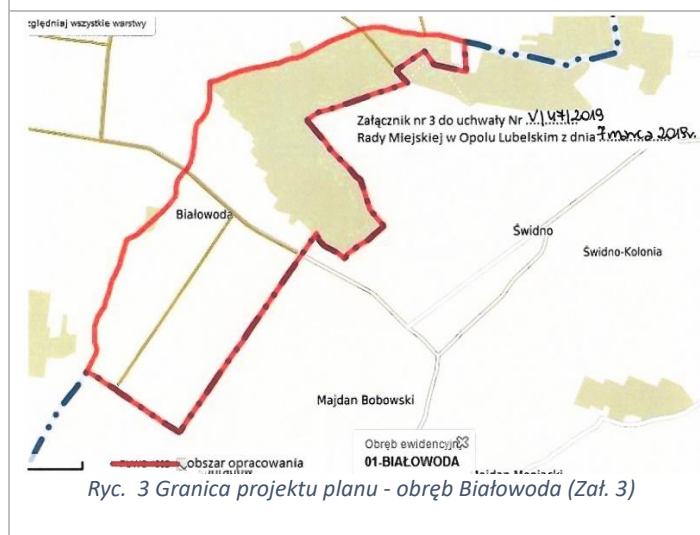 zględniaj wszystkie warstwy
Załącznik nr 3 do uchwały Nr V/47/2019
Rady Miejskiej w Opolu Lubelskim z dnia 7 marca 2018r.
Białowoda
Świdno
Świdno-Kolonia
Majdan Bobowski
obszar opracowania
Obręb ewidencyjny
01-BIAŁOWODA
Ryc. 3 Granica projektu planu - obręb Białowoda (Zał. 3)